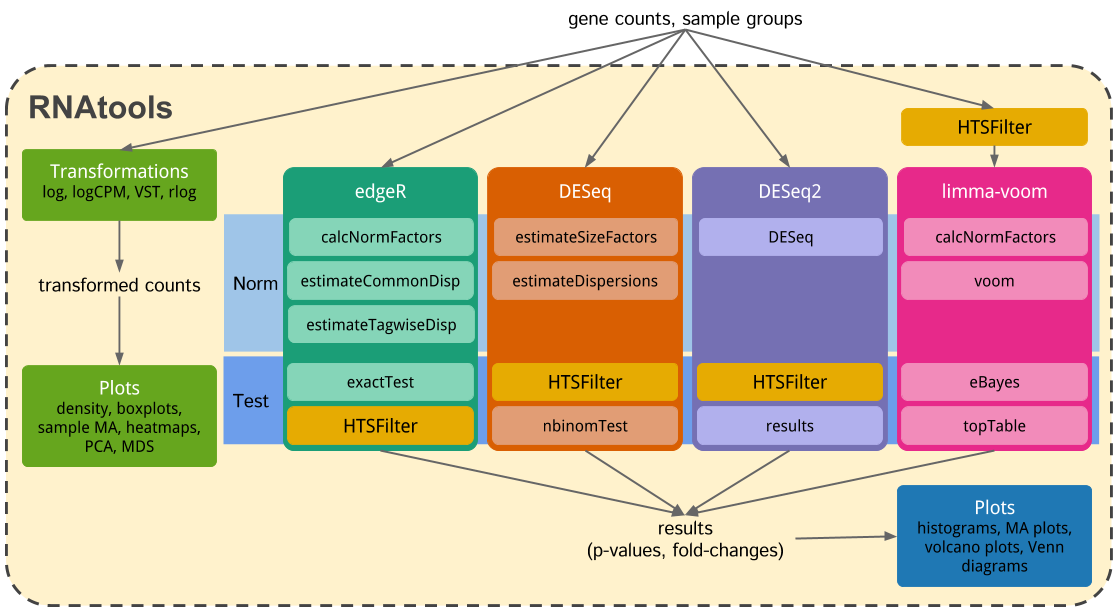 gene counts, sample groups
RNAtools
HTSFilter
Transformations
log, logCPM, VST, rlog
transformed counts
Plots
density, boxplots,
sample MA, heatmaps,
PCA, MDS
Norm
Test
edgeR
calcNormFactors
estimateCommonDisp
estimateTagwiseDisp
exactTest
HTSFilter
DESeq
estimateSizeFactors
estimateDispersions
HTSFilter
nbinomTest
DESeq2
DESeq
HTSFilter
results
limma-voom
calcNormFactors
voom
eBayes
topTable
results
(p-values, fold-changes)
Plots
histograms, MA plots,
volcano plots, Venn
diagrams